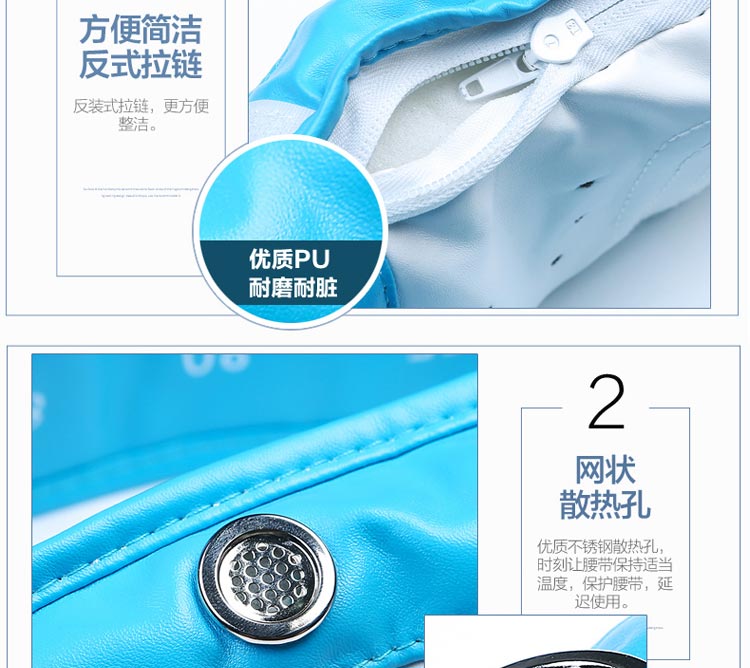 方便简洁
反式拉链
反装式拉链，更方便
整洁。
优质PU
耐磨耐脏
2
网状
散热孔
优质不锈钢散热孔，
时刻让腰带保持适当
温度，保护腰带，延
迟使用。